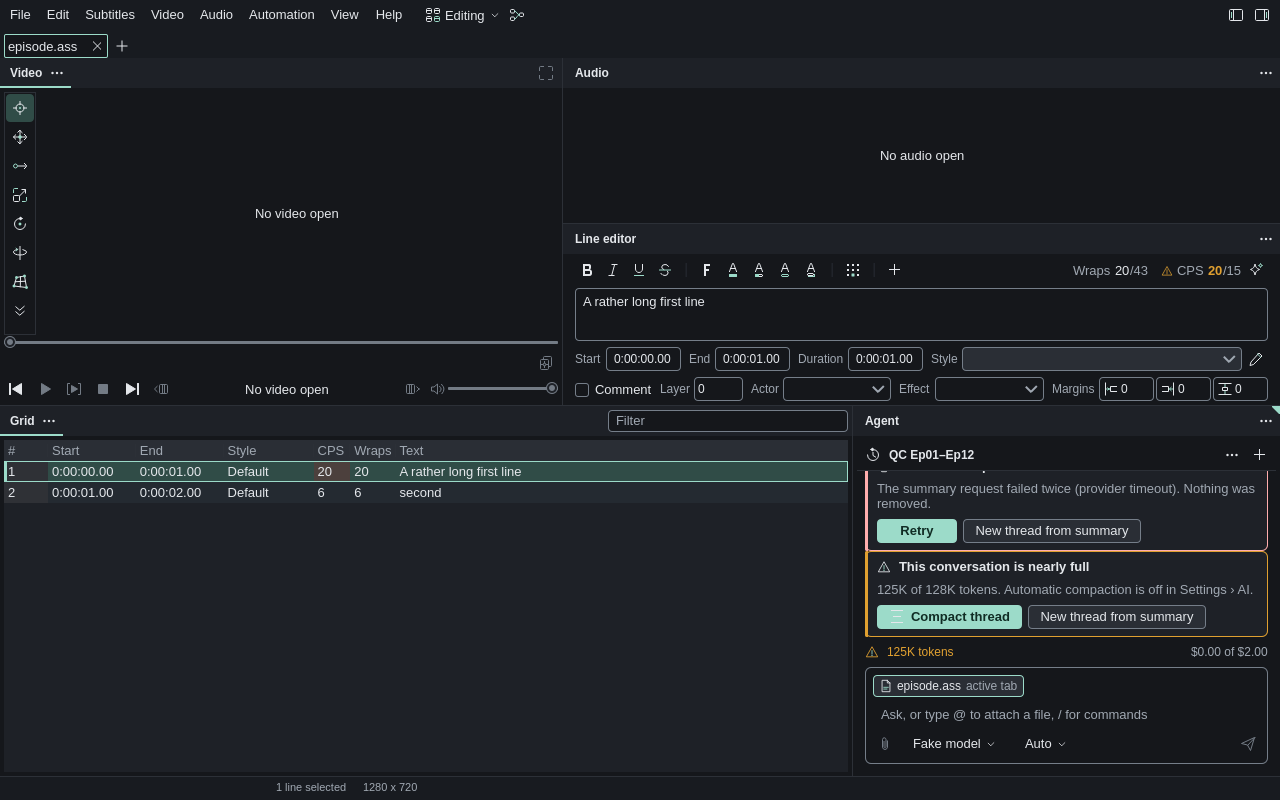 File Edit Subtitles Video Audio Automation View Help Editing
episode.ass
Video
No video open
No video open
Audio
No audio open
Line editor
B I U S F A A A A Wraps 20/43 CPS 20/15
A rather long first line
Start 0:00:00.00 End 0:00:01.00 Duration 0:00:01.00 Style
Comment Layer 0 Actor Effect Margins 0 0 0
Grid
Filter
# Start End Style CPS Wraps Text
1 0:00:00.00 0:00:01.00 Default 20 20 A rather long first line
2 0:00:01.00 0:00:02.00 Default 6 6 second
Agent
QC Ep01–Ep12
The summary request failed twice (provider timeout). Nothing was
removed.
Retry New thread from summary
This conversation is nearly full
125K of 128K tokens. Automatic compaction is off in Settings › AI.
Compact thread New thread from summary
125K tokens $0.00 of $2.00
episode.ass active tab
Ask, or type @ to attach a file, / for commands
Fake model Auto
1 line selected 1280 x 720